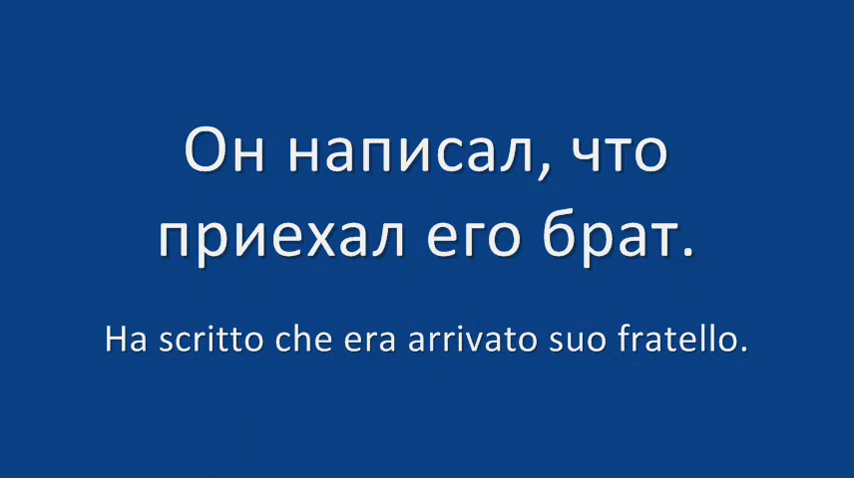 Он написал, что
приехал его брат.
Ha scritto che era arrivato suo fratello.